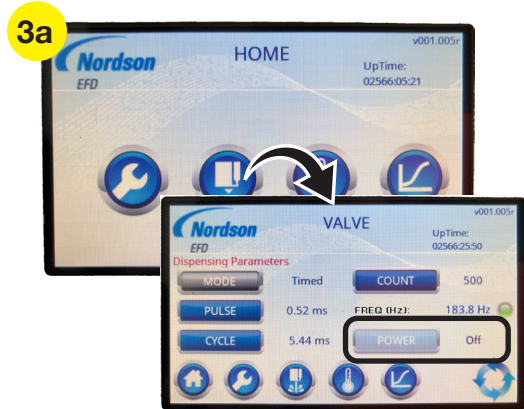 3a
Nordson
EFD
HOME
v001.005r
UpTime:
02566:05:21
Nordson
EFD
VALVE
v001.005r
UpTime:
02566:25:50
Dispensing Parameters
MODE Timed COUNT 500
PULSE 0.52 ms FREQ (Hz): 183.8 Hz
CYCLE 5.44 ms POWER Off